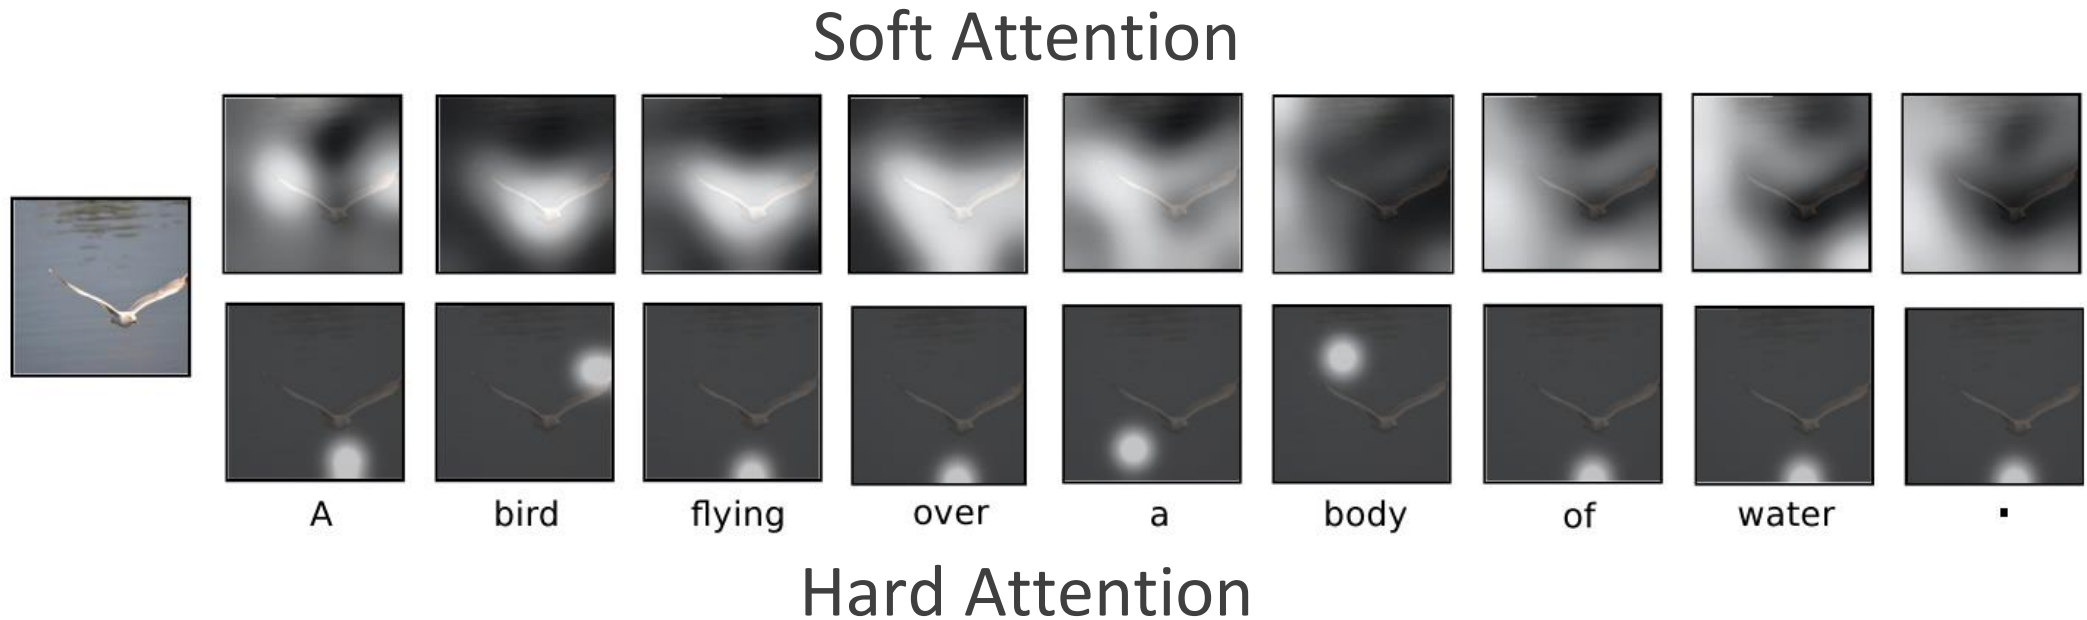 Soft Attention
A bird flying over a body of water .
Hard Attention